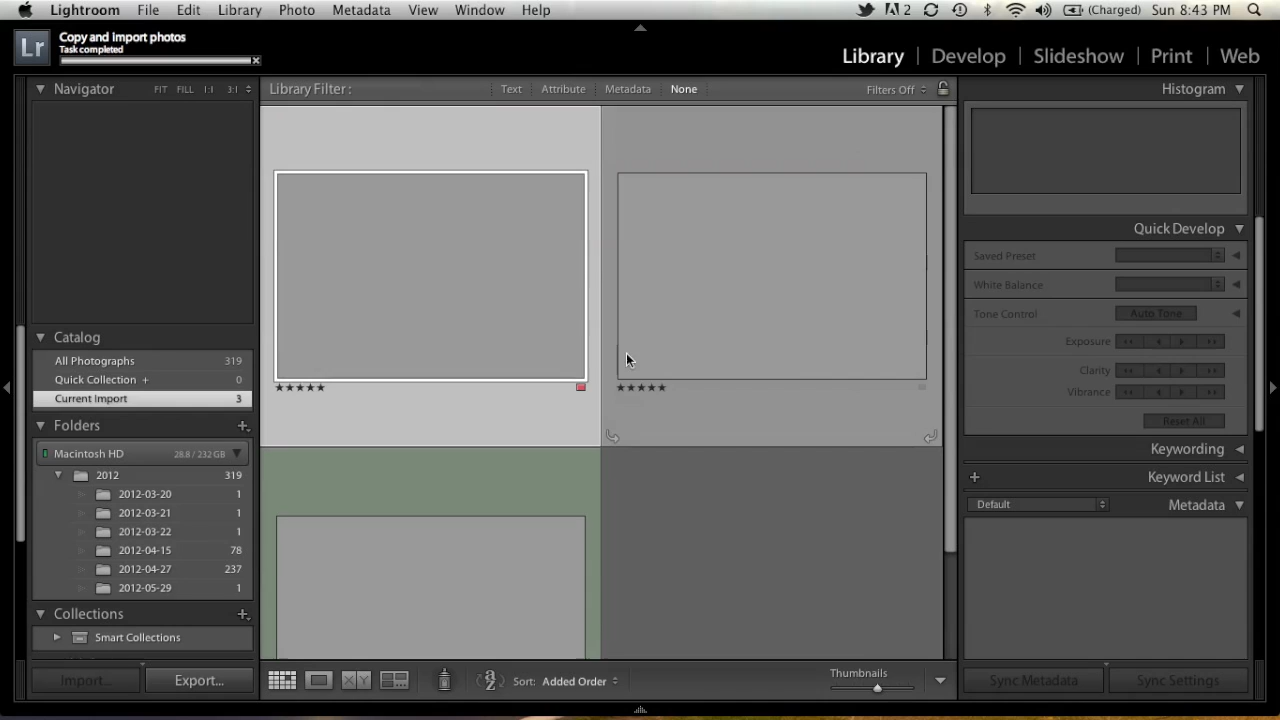 Lightroom File Edit Library Photo Metadata View Window Help 2 (Charged) Sun 8:43 PM
Lr Copy and import photos
Task completed
Library | Develop | Slideshow | Print | Web
Navigator FIT FILL 1:1 3:1
Library Filter : Text Attribute Metadata None Filters Off
Histogram
Quick Develop
Saved Preset
White Balance
Tone Control Auto Tone
Exposure
Clarity
Vibrance
Reset All
Keywording
Keyword List
Default Metadata
Catalog
All Photographs 319
Quick Collection + 0
Current Import 3
Folders
Macintosh HD 28.8 / 232 GB
2012 319
2012-03-20 1
2012-03-21 1
2012-03-22 1
2012-04-15 78
2012-04-27 237
2012-05-29 1
Collections
Smart Collections
Import... Export...
Sort: Added Order
Thumbnails
Sync Metadata Sync Settings